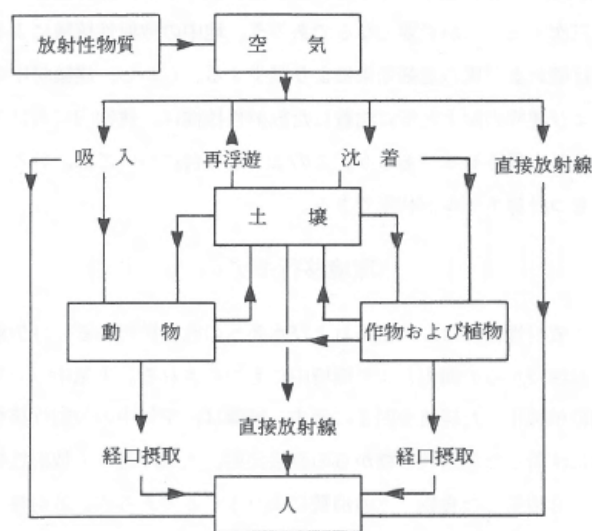 放射性物質
空気
吸入
再浮遊
沈着
直接放射線
土壌
動物
作物および植物
直接放射線
経口摂取
経口摂取
人